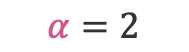 α = 2